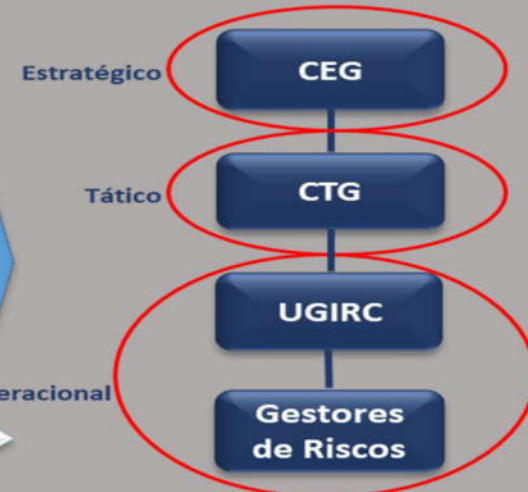 Estratégico
CEG
Tático
CTG
UGIRC
eracional
Gestores
de Riscos